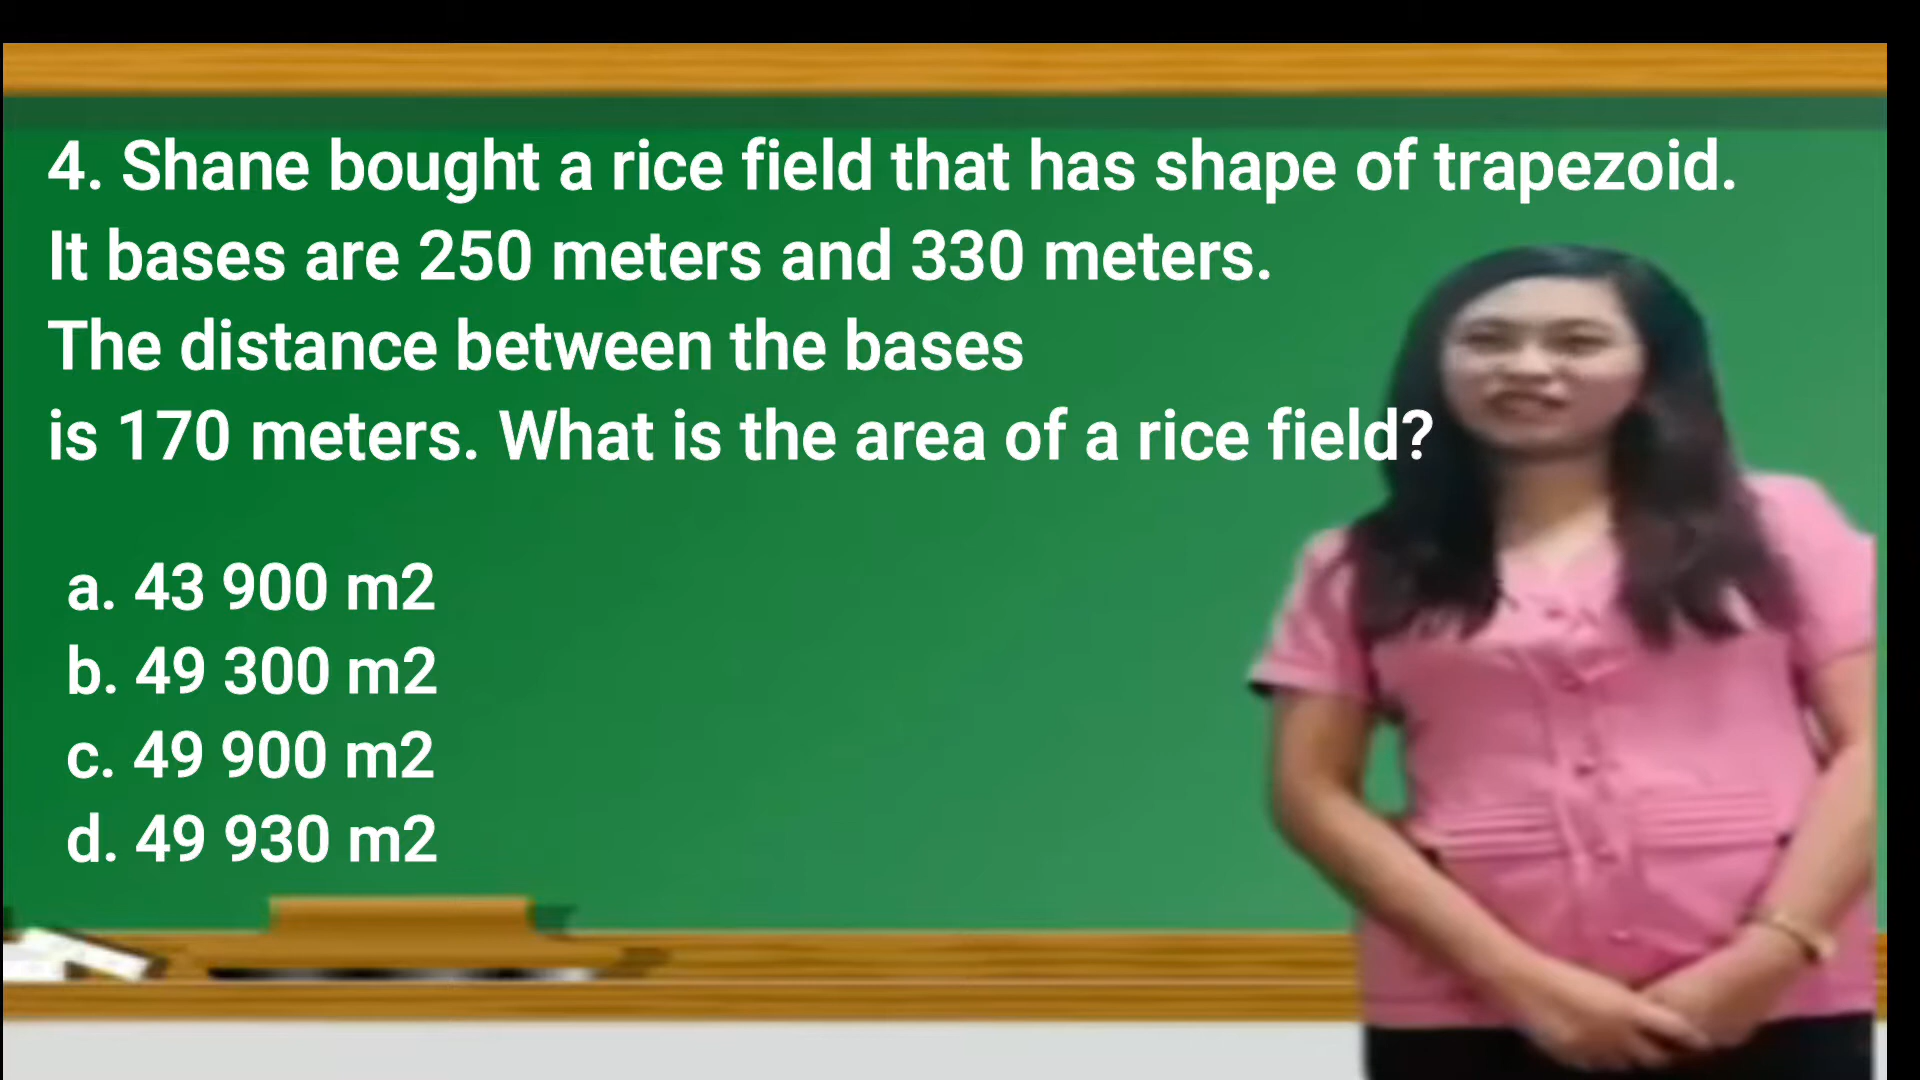 4. Shane bought a rice field that has shape of trapezoid.
It bases are 250 meters and 330 meters.
The distance between the bases
is 170 meters. What is the area of a rice field?
a. 43 900 m2
b. 49 300 m2
c. 49 900 m2
d. 49 930 m2